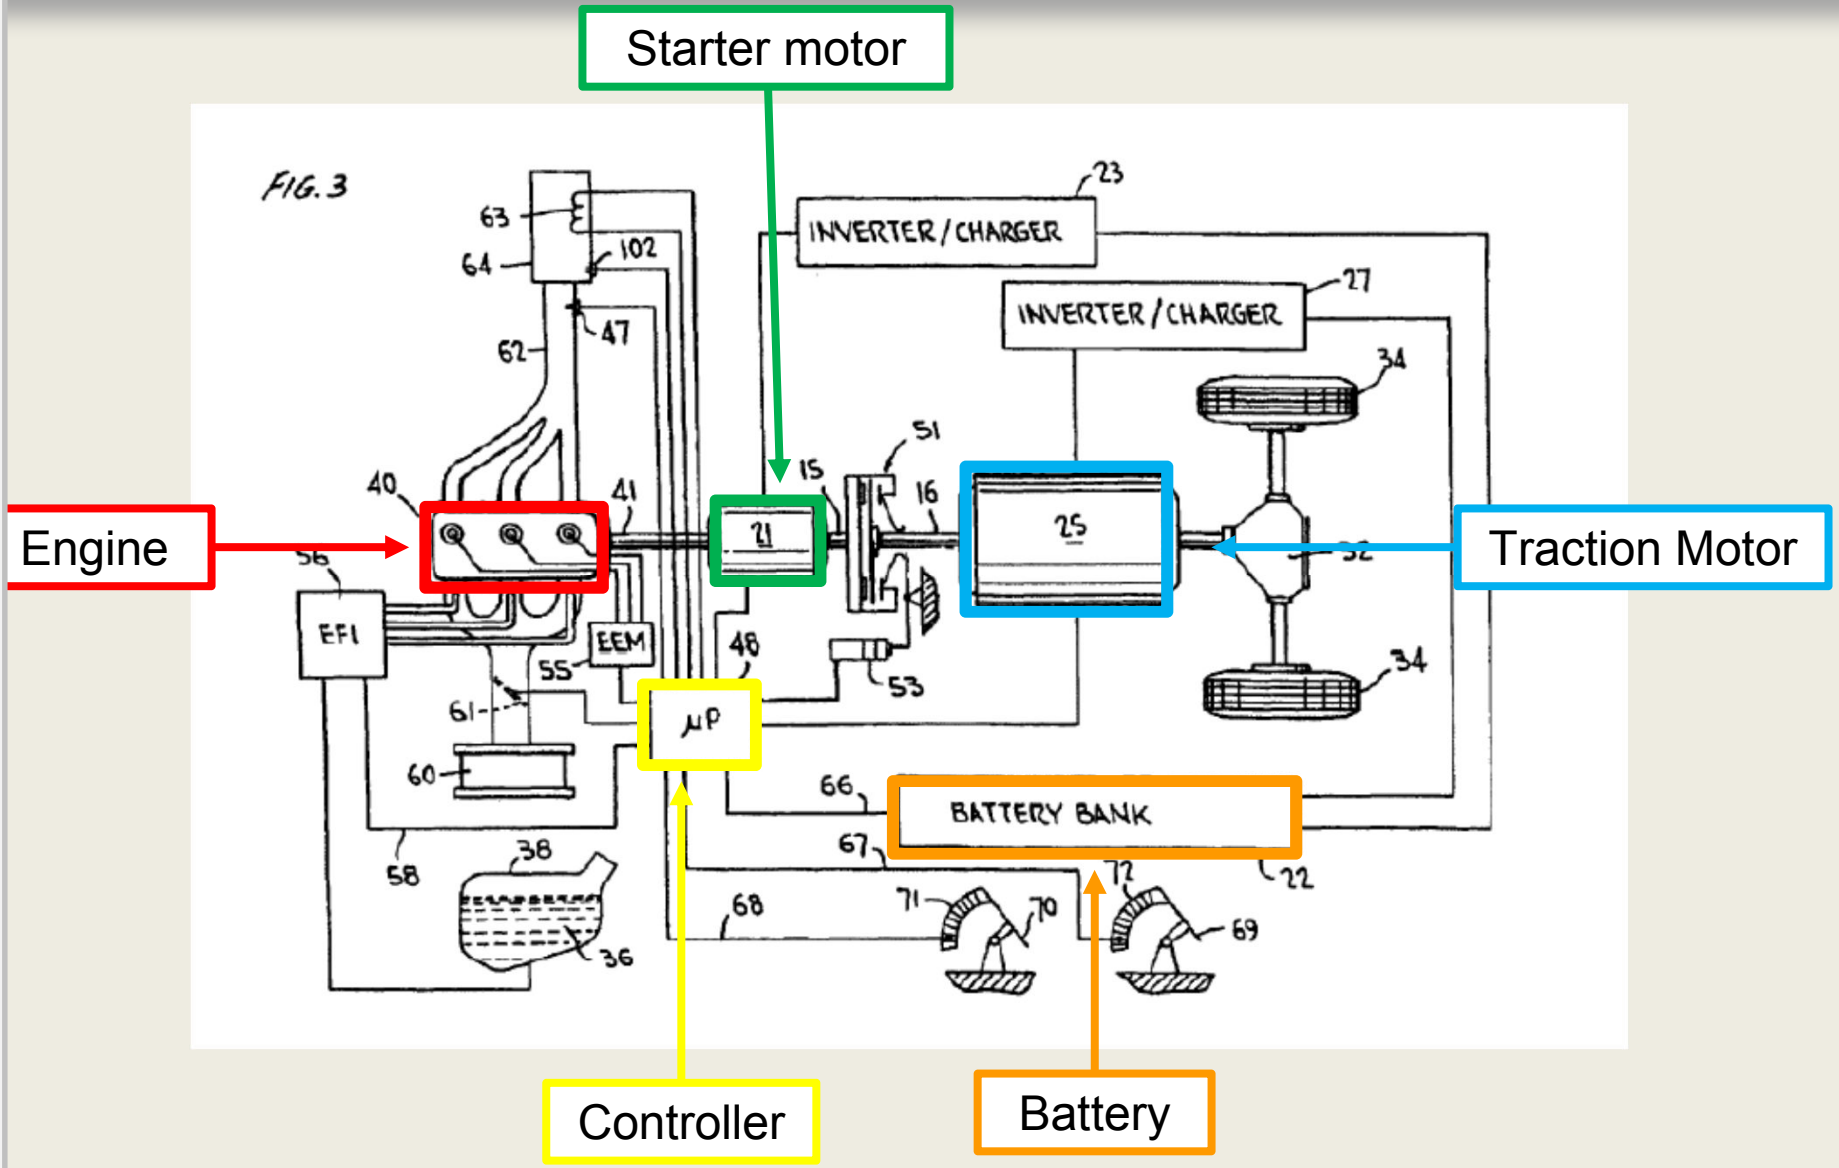 Starter motor
FIG. 3
23
63
INVERTER/CHARGER
102
64
27
INVERTER/CHARGER
47
62
34
51
40
41
15
16
21
25
Engine
Traction Motor
32
56
EFI
EEM
48
55
53
34
61
µP
60
66
BATTERY BANK
67
38
58
72
22
71
68
70
69
36
Controller
Battery